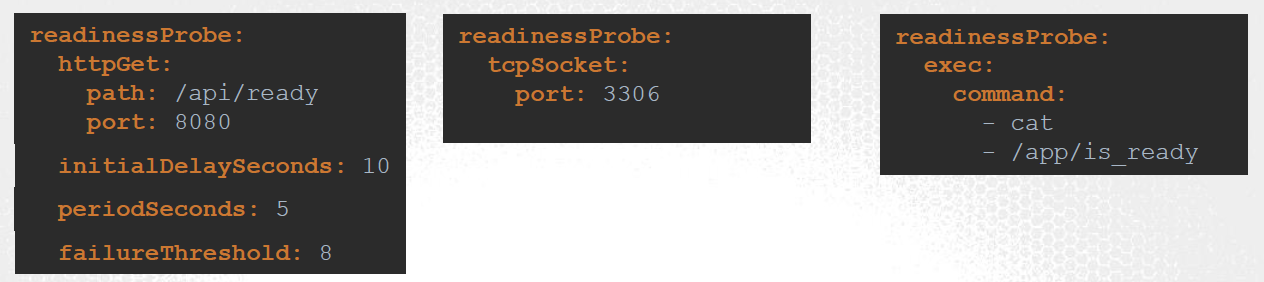 readinessProbe:
  httpGet:
    path: /api/ready
    port: 8080
  initialDelaySeconds: 10
  periodSeconds: 5
  failureThreshold: 8
readinessProbe:
  tcpSocket:
    port: 3306
readinessProbe:
  exec:
    command:
      - cat
      - /app/is_ready